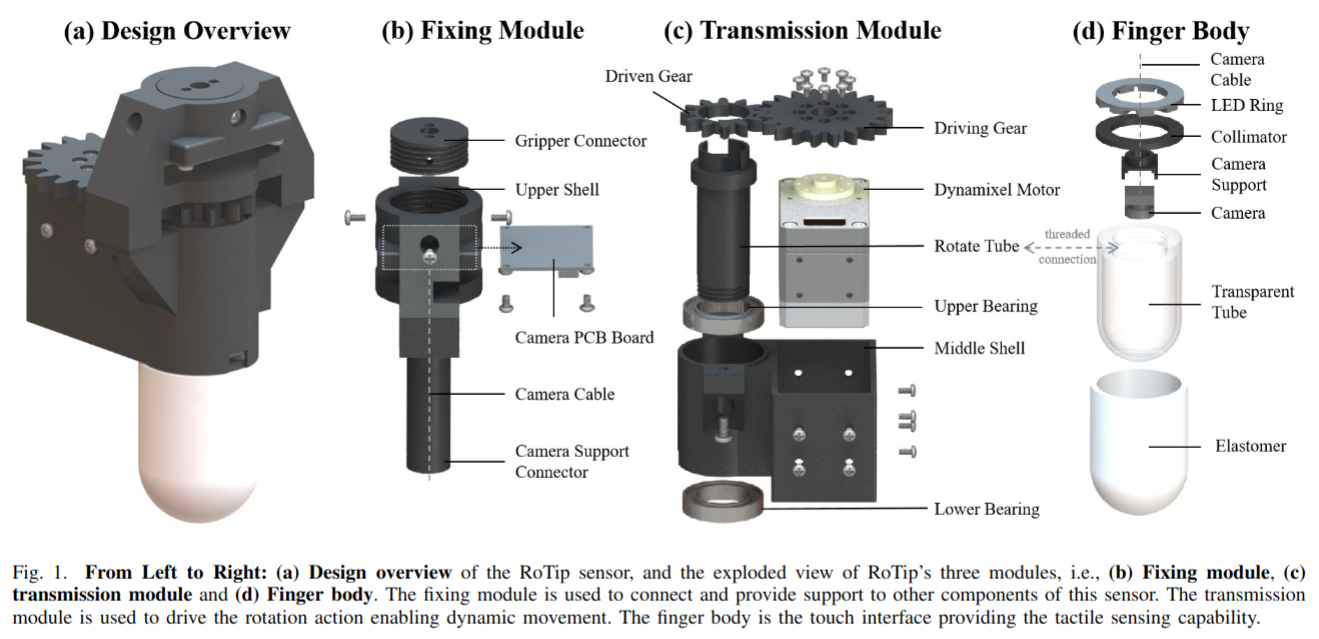 (a) Design Overview
(b) Fixing Module
Gripper Connector
Upper Shell
Camera PCB Board
Camera Cable
Camera Support
Connector
(c) Transmission Module
Driven Gear
Driving Gear
Dynamixel Motor
Rotate Tube
Upper Bearing
Middle Shell
Lower Bearing
(d) Finger Body
Camera
Cable
LED Ring
Collimator
Camera
Support
Camera
threaded
connection
Transparent
Tube
Elastomer
Fig. 1. From Left to Right: (a) Design overview of the RoTip sensor, and the exploded view of RoTip's three modules, i.e., (b) Fixing module, (c)
transmission module and (d) Finger body. The fixing module is used to connect and provide support to other components of this sensor. The transmission
module is used to drive the rotation action enabling dynamic movement. The finger body is the touch interface providing the tactile sensing capability.